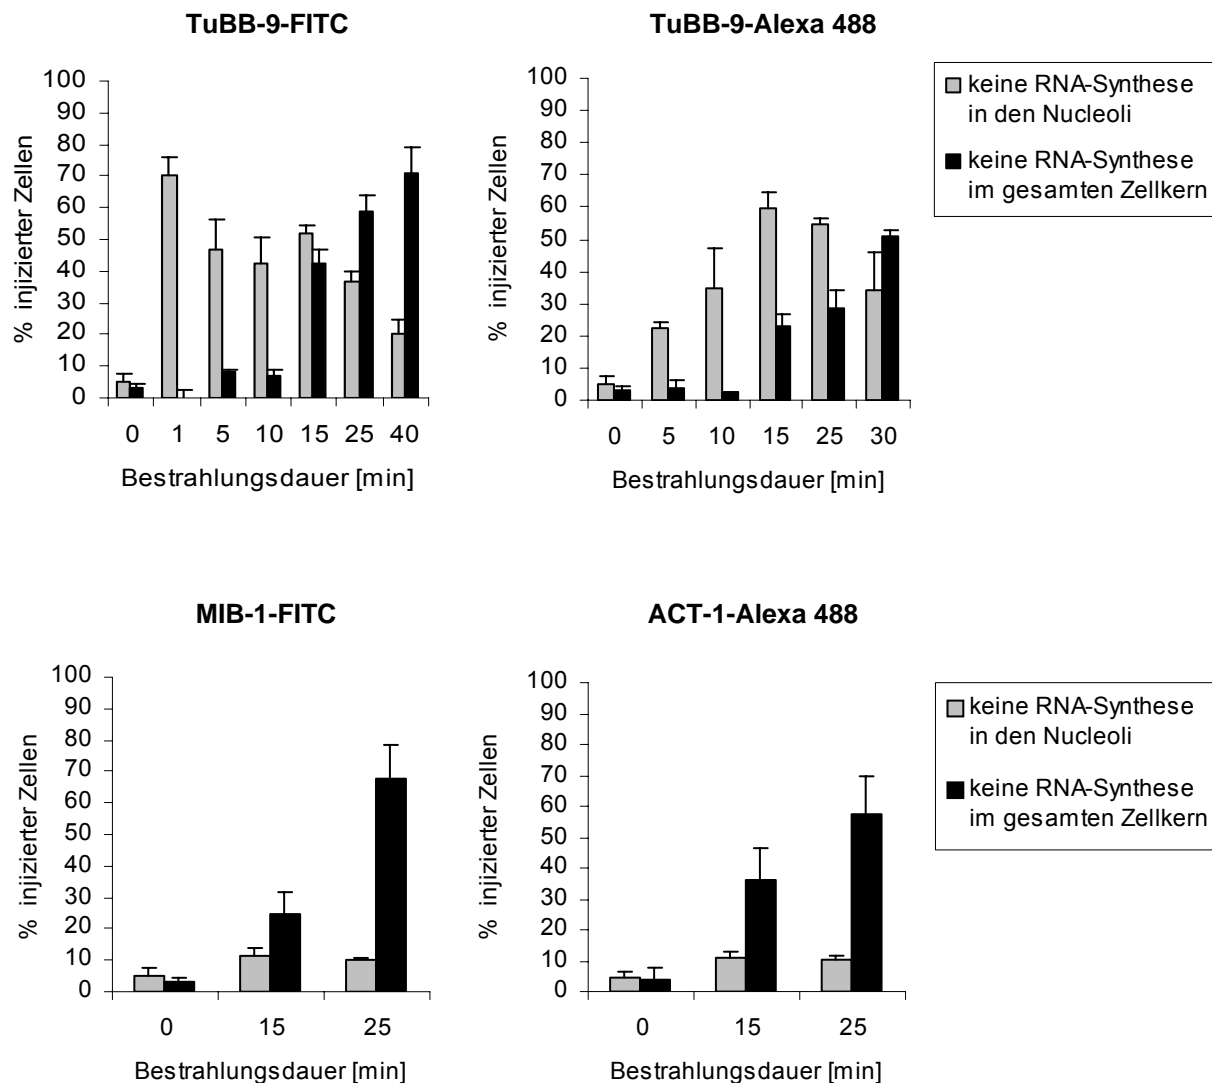 TuBB-9-FITC
% injizierter Zellen
100
90
80
70
60
50
40
30
20
10
0
0 1 5 10 15 25 40
Bestrahlungsdauer [min]
TuBB-9-Alexa 488
% injizierter Zellen
100
90
80
70
60
50
40
30
20
10
0
0 5 10 15 25 30
Bestrahlungsdauer [min]
keine RNA-Synthese
in den Nucleoli
keine RNA-Synthese
im gesamten Zellkern
MIB-1-FITC
% injizierter Zellen
100
90
80
70
60
50
40
30
20
10
0
0 15 25
Bestrahlungsdauer [min]
ACT-1-Alexa 488
% injizierter Zellen
100
90
80
70
60
50
40
30
20
10
0
0 15 25
Bestrahlungsdauer [min]
keine RNA-Synthese
in den Nucleoli
keine RNA-Synthese
im gesamten Zellkern